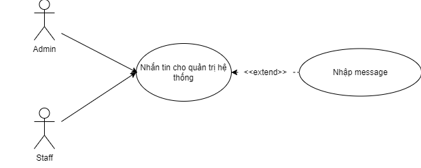 Admin
Nhắn tin cho quản trị hệ
thống
<<extend>>
Nhập message
Staff